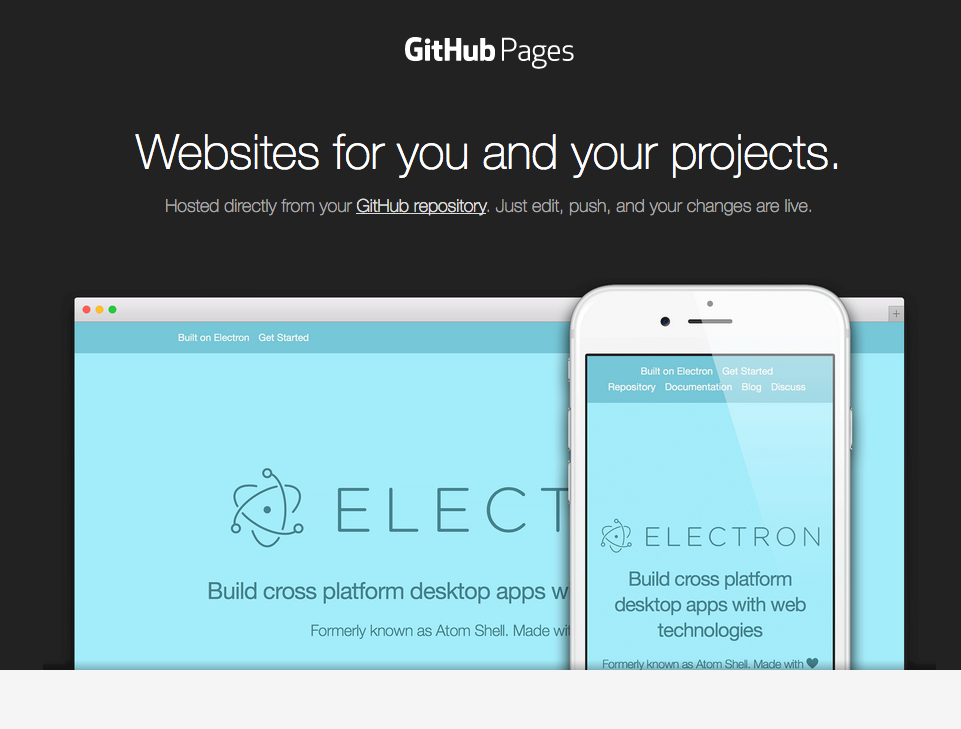 GitHub Pages
Websites for you and your projects.
Hosted directly from your GitHub repository. Just edit, push, and your changes are live.
Built on Electron Get Started
ELECT
Build cross platform desktop apps w
Formerly known as Atom Shell. Made wit
Built on Electron Get Started
Repository Documentation Blog Discuss
ELECTRON
Build cross platform
desktop apps with web
technologies
Formerly known as Atom Shell. Made with ♥